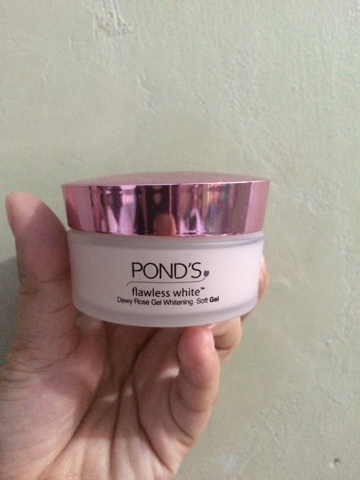 POND'S
flawless white™
Dewy Rose Gel Whitening Soft Gel